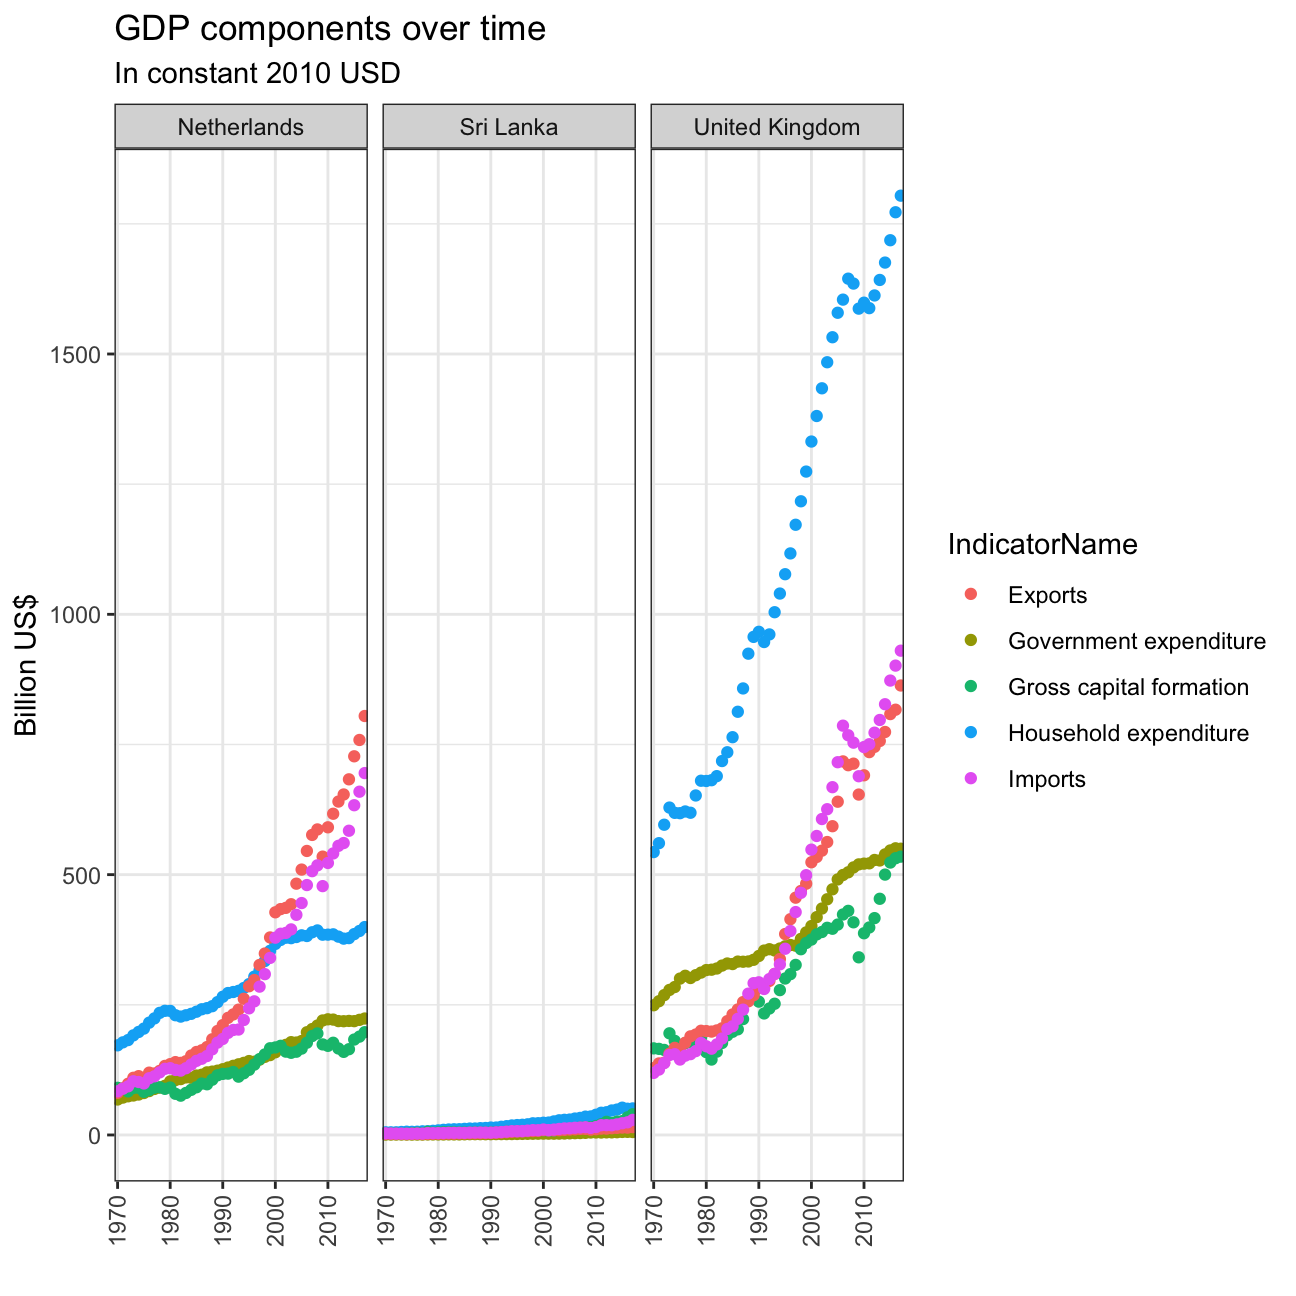 GDP components over time
In constant 2010 USD
Netherlands
Sri Lanka
United Kingdom
Billion US$
1500
1000
500
0
1970 1980 1990 2000 2010
1970 1980 1990 2000 2010
1970 1980 1990 2000 2010
IndicatorName
Exports
Government expenditure
Gross capital formation
Household expenditure
Imports